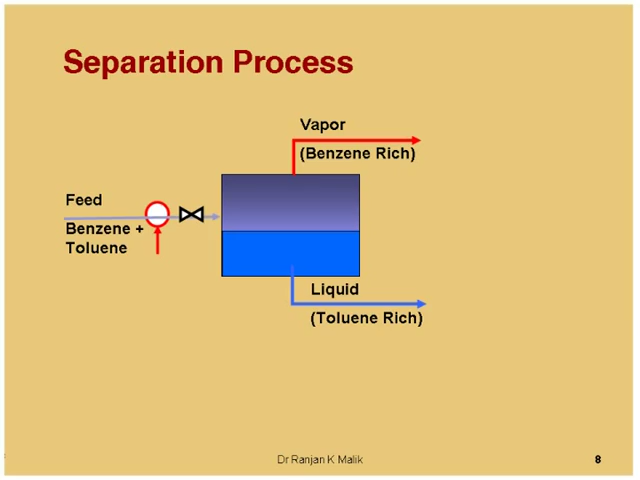 Separation Process
Vapor
(Benzene Rich)
Feed
Benzene +
Toluene
Liquid
(Toluene Rich)
Dr Ranjan K Malik
8